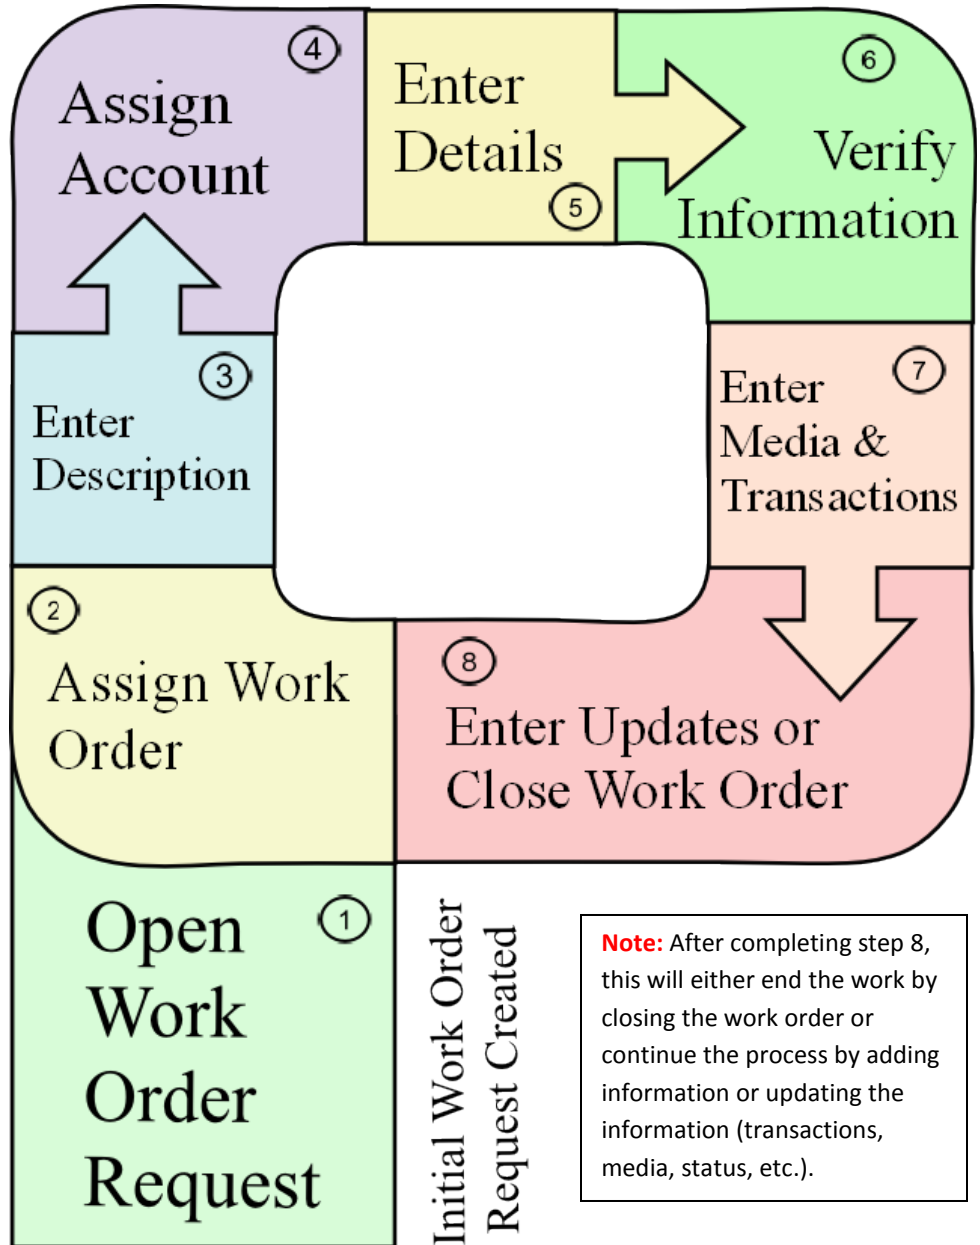 4
Assign
Account
Enter
Details
5
6
Verify
Information
3
Enter
Description
7
Enter
Media &
Transactions
2
Assign Work
Order
8
Enter Updates or
Close Work Order
1
Open
Work
Order
Request
Initial Work Order
Request Created
Note: After completing step 8,
this will either end the work by
closing the work order or
continue the process by adding
information or updating the
information (transactions,
media, status, etc.).